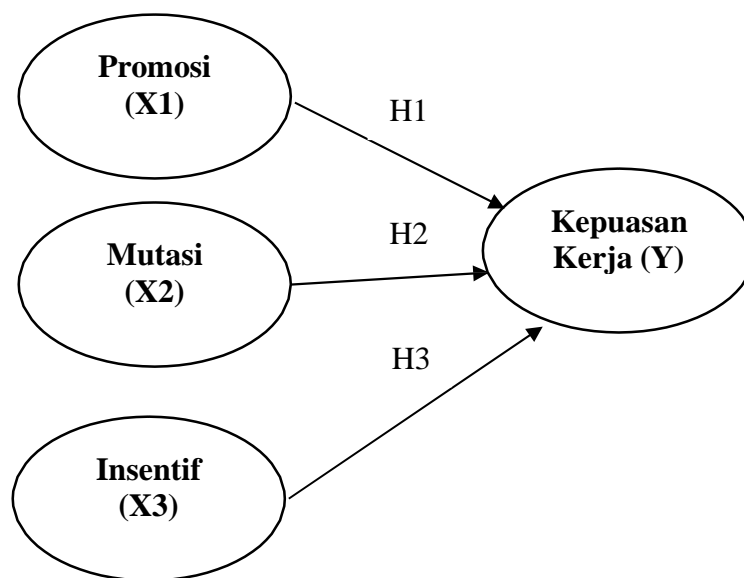 Promosi
(X1)
H1
Mutasi
(X2)
H2
Kepuasan
Kerja (Y)
H3
Insentif
(X3)